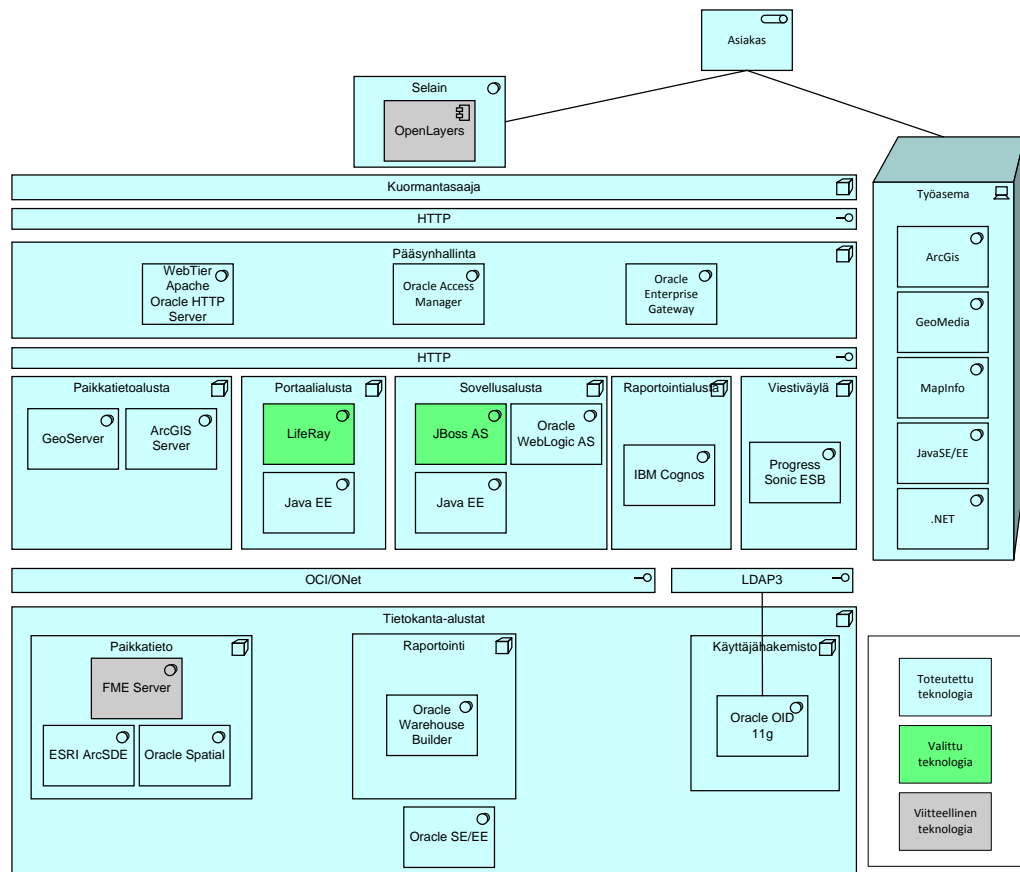 Asiakas
Selain
OpenLayers
Kuormantasaaja
HTTP
Pääsynhallinta
WebTier
Apache
Oracle HTTP
Server
Oracle Access
Manager
Oracle
Enterprise
Gateway
HTTP
Paikkatietoalusta
GeoServer
ArcGIS
Server
Portaalialusta
LifeRay
Java EE
Sovellusalusta
JBoss AS
Oracle
WebLogic AS
Java EE
Raportointialusta
IBM Cognos
Viestiväylä
Progress
Sonic ESB
Työasema
ArcGis
GeoMedia
MapInfo
JavaSE/EE
.NET
OCI/ONet
LDAP3
Tietokanta-alustat
Paikkatieto
FME Server
ESRI ArcSDE
Oracle Spatial
Raportointi
Oracle
Warehouse
Builder
Käyttäjähakemisto
Oracle OID
11g
Oracle SE/EE
Toteutettu
teknologia
Valittu
teknologia
Viitteellinen
teknologia